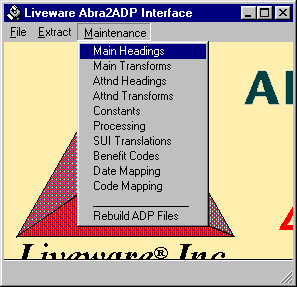 Liveware Abra2ADP Interface
File Extract Maintenance
Main Headings
Main Transforms
Attnd Headings
Attnd Transforms
Constants
Processing
SUI Translations
Benefit Codes
Date Mapping
Code Mapping
Rebuild ADP Files
Liveware® Inc